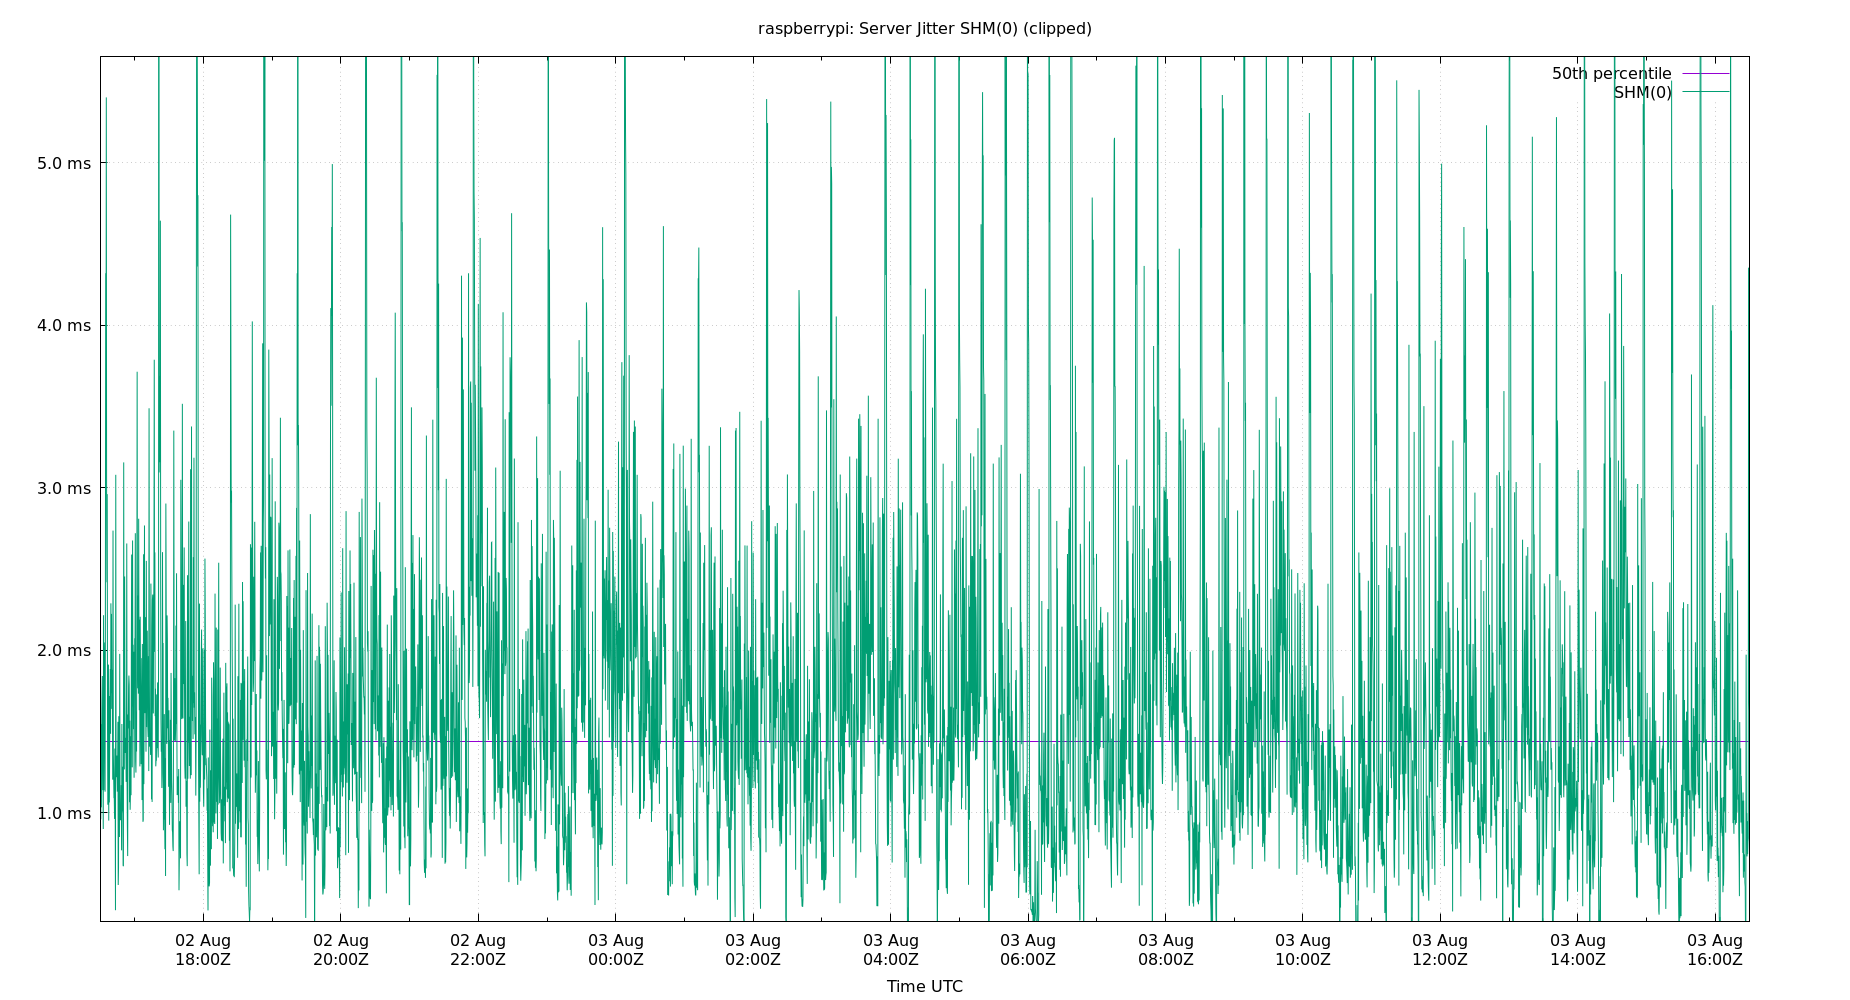 raspberrypi: Server Jitter SHM(0) (clipped)
50th percentile
SHM(0)
5.0 ms
4.0 ms
3.0 ms
2.0 ms
1.0 ms
02 Aug 02 Aug 02 Aug 03 Aug 03 Aug 03 Aug 03 Aug 03 Aug 03 Aug 03 Aug 03 Aug 03 Aug
18:00Z 20:00Z 22:00Z 00:00Z 02:00Z 04:00Z 06:00Z 08:00Z 10:00Z 12:00Z 14:00Z 16:00Z
Time UTC